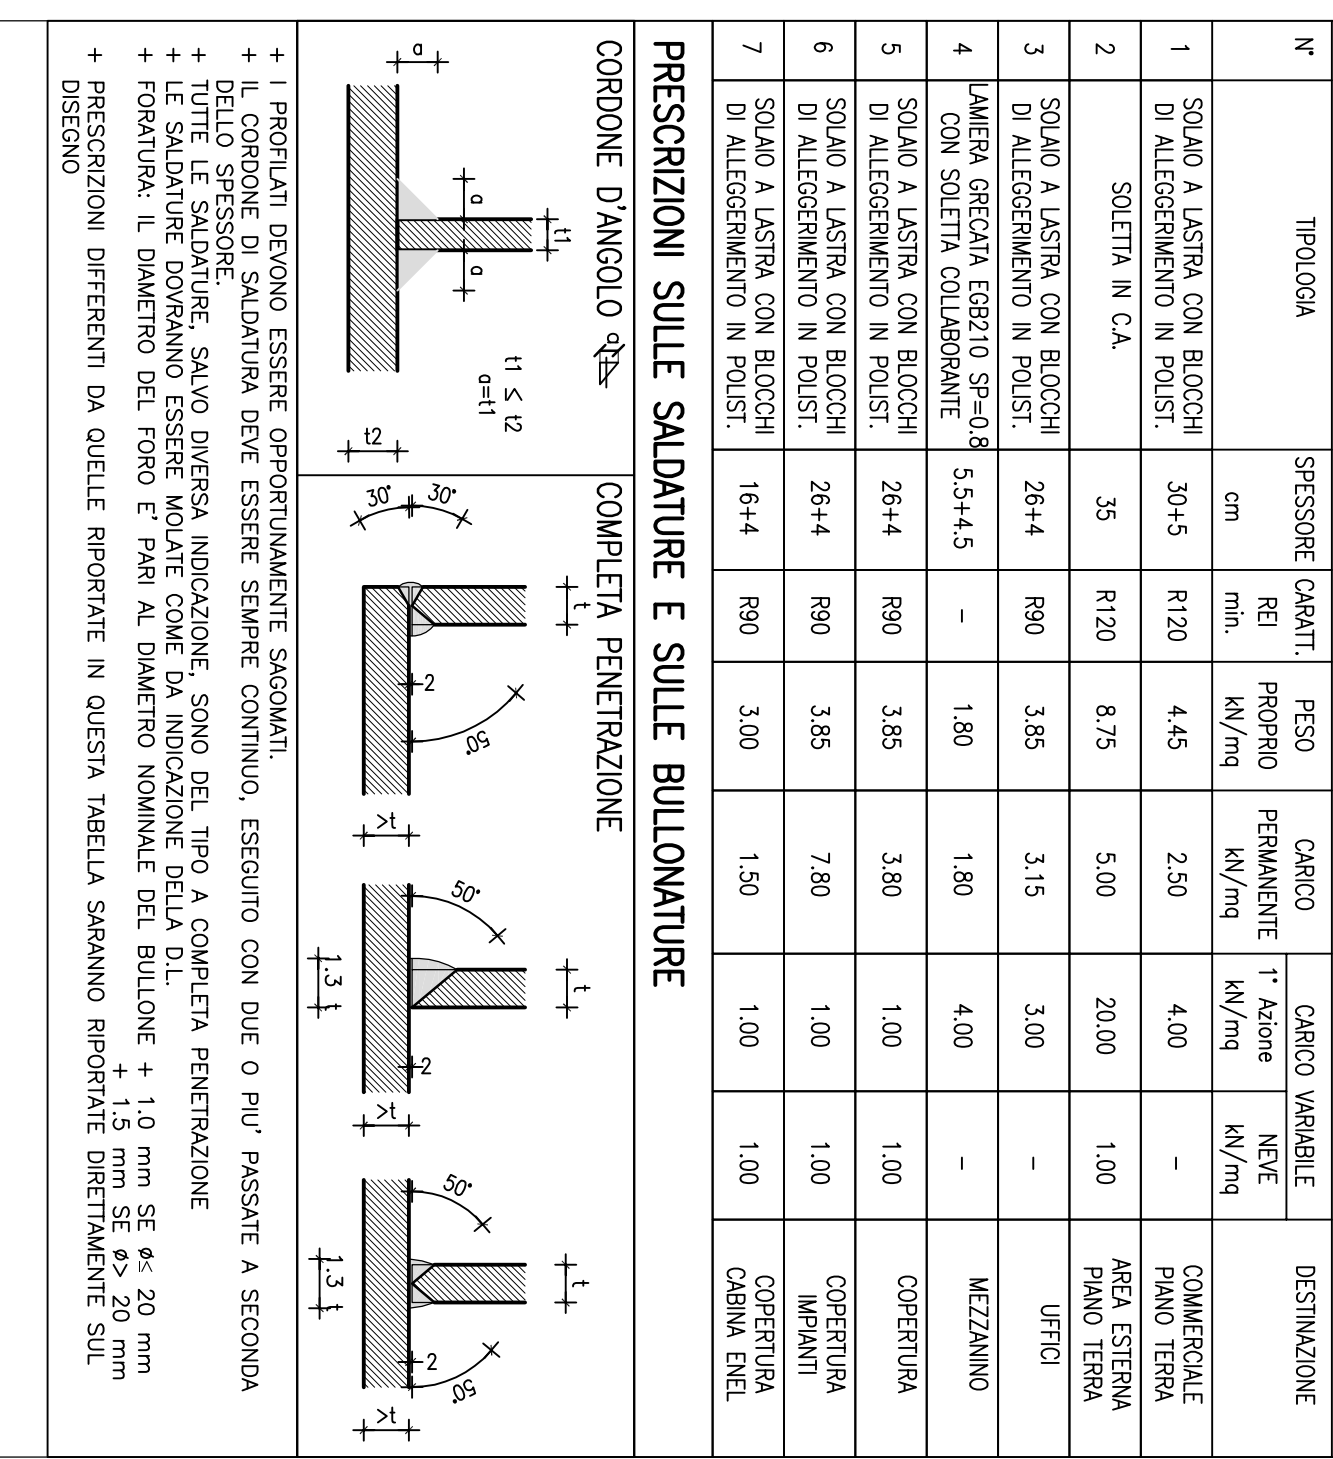 N° TIPOLOGIA SPESSORE CARATT. PESO CARICO CARICO VARIABILE DESTINAZIONE
cm REI PROPRIO PERMANENTE 1° Azione NEVE
min. kN/mq kN/mq kN/mq kN/mq
1 SOLAIO A LASTRA CON BLOCCHI 30+5 R120 4.45 2.50 4.00 – COMMERCIALE
DI ALLEGGERIMENTO IN POLIST. PIANO TERRA
2 SOLETTA IN C.A. 35 R120 8.75 5.00 20.00 1.00 AREA ESTERNA
PIANO TERRA
3 SOLAIO A LASTRA CON BLOCCHI 26+4 R90 3.85 3.15 3.00 – UFFICI
DI ALLEGGERIMENTO IN POLIST.
4 LAMIERA GRECATA EGB210 SP=0.8 5.5+4.5 – 1.80 1.80 4.00 – MEZZANINO
CON SOLETTA COLLABORANTE
5 SOLAIO A LASTRA CON BLOCCHI 26+4 R90 3.85 3.80 1.00 1.00 COPERTURA
DI ALLEGGERIMENTO IN POLIST.
6 SOLAIO A LASTRA CON BLOCCHI 26+4 R90 3.85 7.80 1.00 1.00 COPERTURA
DI ALLEGGERIMENTO IN POLIST. IMPIANTI
7 SOLAIO A LASTRA CON BLOCCHI 16+4 R90 3.00 1.50 1.00 1.00 COPERTURA
DI ALLEGGERIMENTO IN POLIST. CABINA ENEL
PRESCRIZIONI SULLE SALDATURE E SULLE BULLONATURE
CORDONE D'ANGOLO a
t1
a a
a
t1 ≤ t2
a=t1
t2
COMPLETA PENETRAZIONE
t
30° 30°
2
50°
>t
t
50°
2
1.3 t
>t
t
50°
2
50°
1.3 t
>t
+ I PROFILATI DEVONO ESSERE OPPORTUNAMENTE SAGOMATI.
+ IL CORDONE DI SALDATURA DEVE ESSERE SEMPRE CONTINUO, ESEGUITO CON DUE O PIU' PASSATE A SECONDA
DELLO SPESSORE.
+ TUTTE LE SALDATURE, SALVO DIVERSA INDICAZIONE, SONO DEL TIPO A COMPLETA PENETRAZIONE
+ LE SALDATURE DOVRANNO ESSERE MOLATE COME DA INDICAZIONE DELLA D.L.
+ FORATURA: IL DIAMETRO DEL FORO E' PARI AL DIAMETRO NOMINALE DEL BULLONE + 1.0 mm SE ø≤ 20 mm
+ 1.5 mm SE ø> 20 mm
+ PRESCRIZIONI DIFFERENTI DA QUELLE RIPORTATE IN QUESTA TABELLA SARANNO RIPORTATE DIRETTAMENTE SUL
DISEGNO